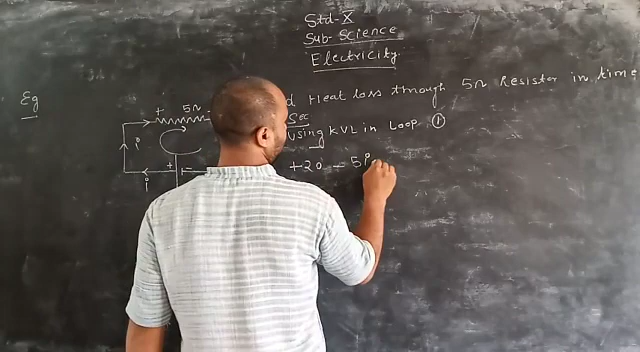 Std-X
Sub-Science
Electricity
Eg
Heat loss through 5Ω Resister in time
+ 5Ω
Sec
Using KVL in Loop ①
i
+20 - 5i
+ -
i